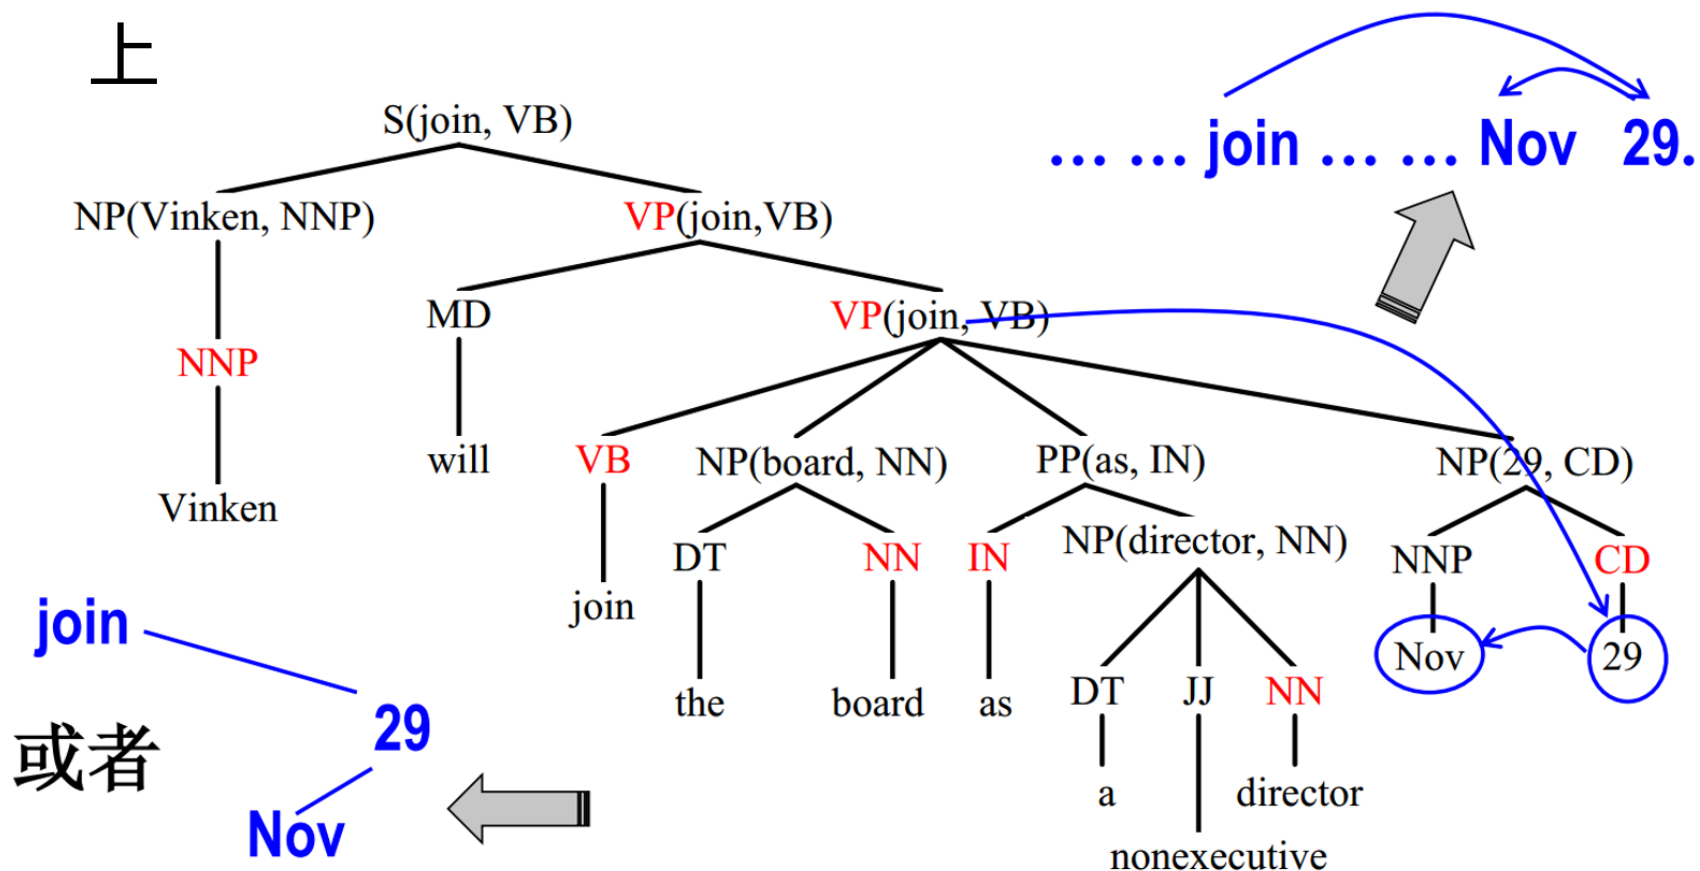 上
... ... join ... ... Nov 29.
S(join, VB)
NP(Vinken, NNP) VP(join,VB)
MD VP(join, VB)
NNP
will VB NP(board, NN) PP(as, IN) NP(29, CD)
Vinken
DT NN IN NP(director, NN) NNP CD
join
join
Nov 29
the board as DT JJ NN
29
或者
a director
Nov
nonexecutive